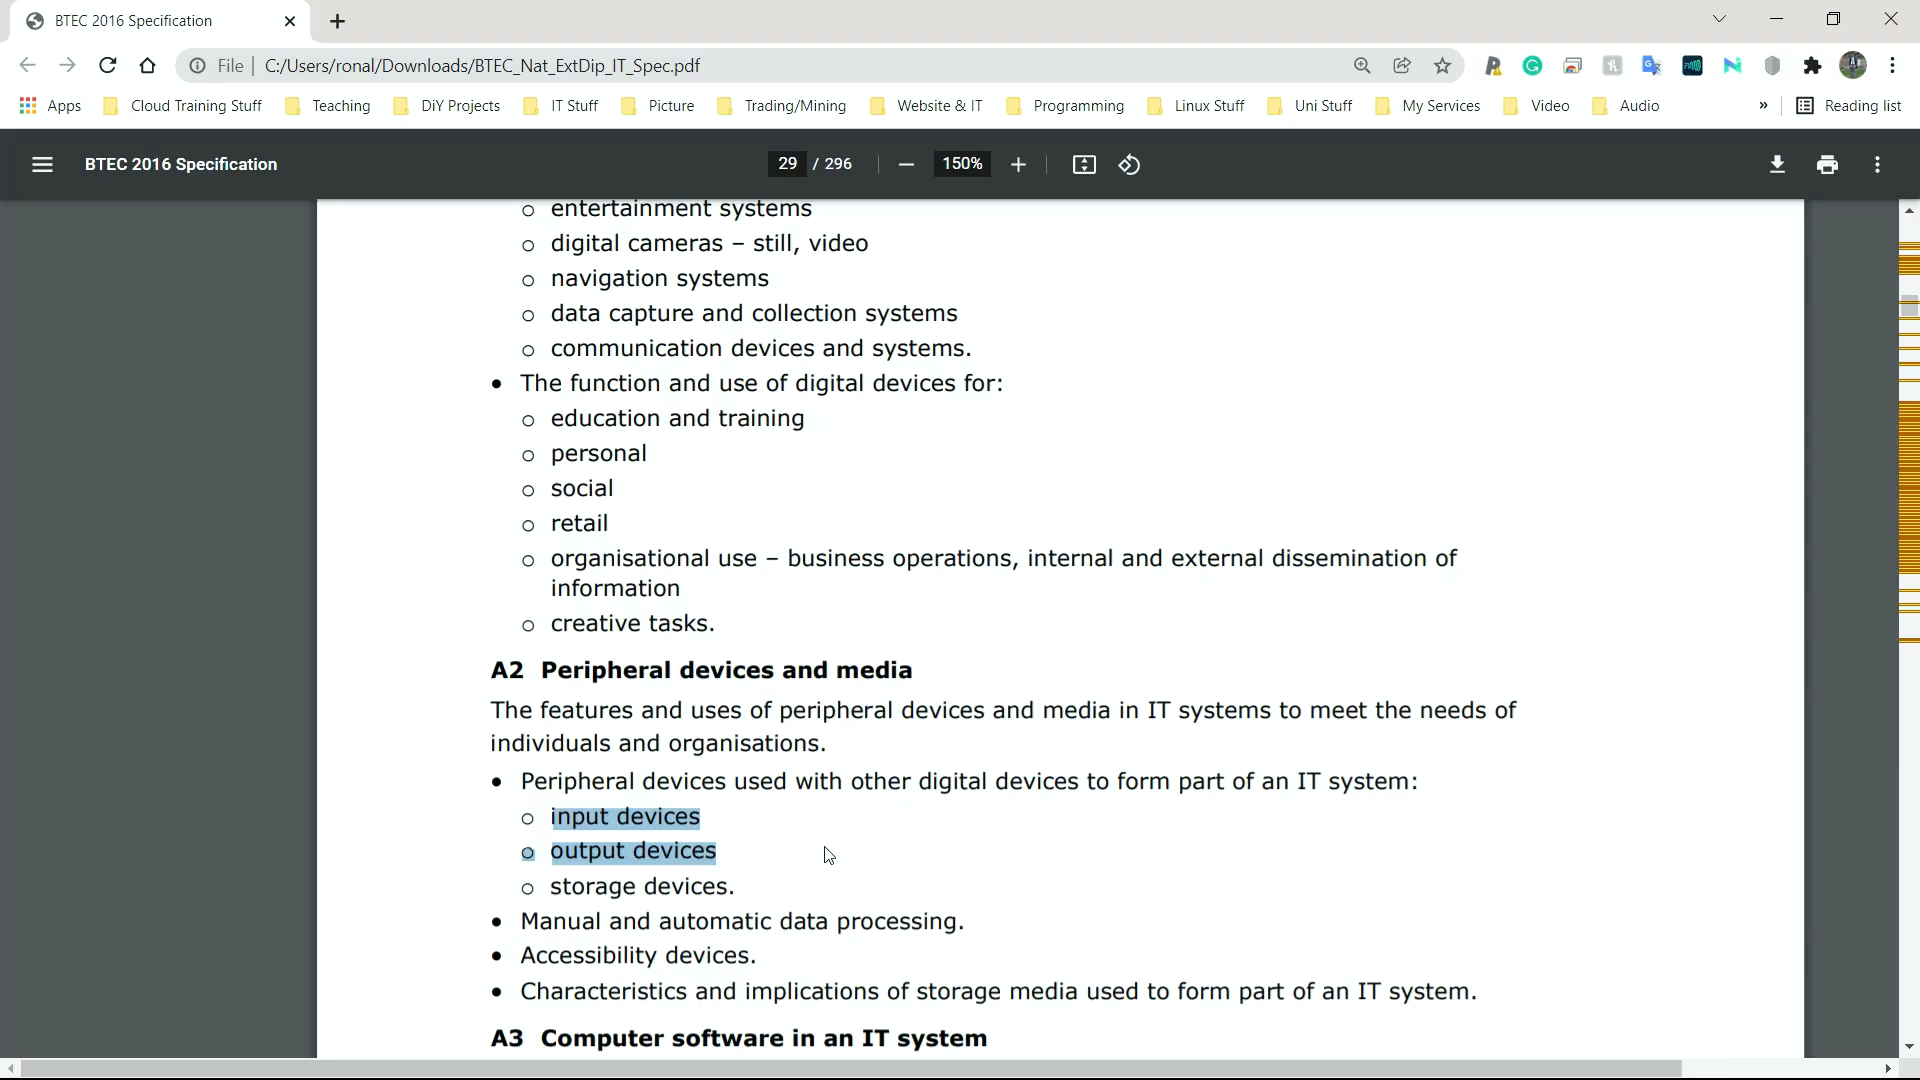 BTEC 2016 Specification
File
C:/Users/ronal/Downloads/BTEC_Nat_ExtDip_IT_Spec.pdf
Apps
Cloud Training Stuff
Teaching
DiY Projects
IT Stuff
Picture
Trading/Mining
Website & IT
Programming
Linux Stuff
Uni Stuff
My Services
Video
Audio
»
Reading list
BTEC 2016 Specification
29 / 296
150%
o entertainment systems
o digital cameras – still, video
o navigation systems
o data capture and collection systems
o communication devices and systems.
• The function and use of digital devices for:
o education and training
o personal
o social
o retail
o organisational use – business operations, internal and external dissemination of
information
o creative tasks.
A2 Peripheral devices and media
The features and uses of peripheral devices and media in IT systems to meet the needs of
individuals and organisations.
• Peripheral devices used with other digital devices to form part of an IT system:
o input devices
o output devices
o storage devices.
• Manual and automatic data processing.
• Accessibility devices.
• Characteristics and implications of storage media used to form part of an IT system.
A3 Computer software in an IT system